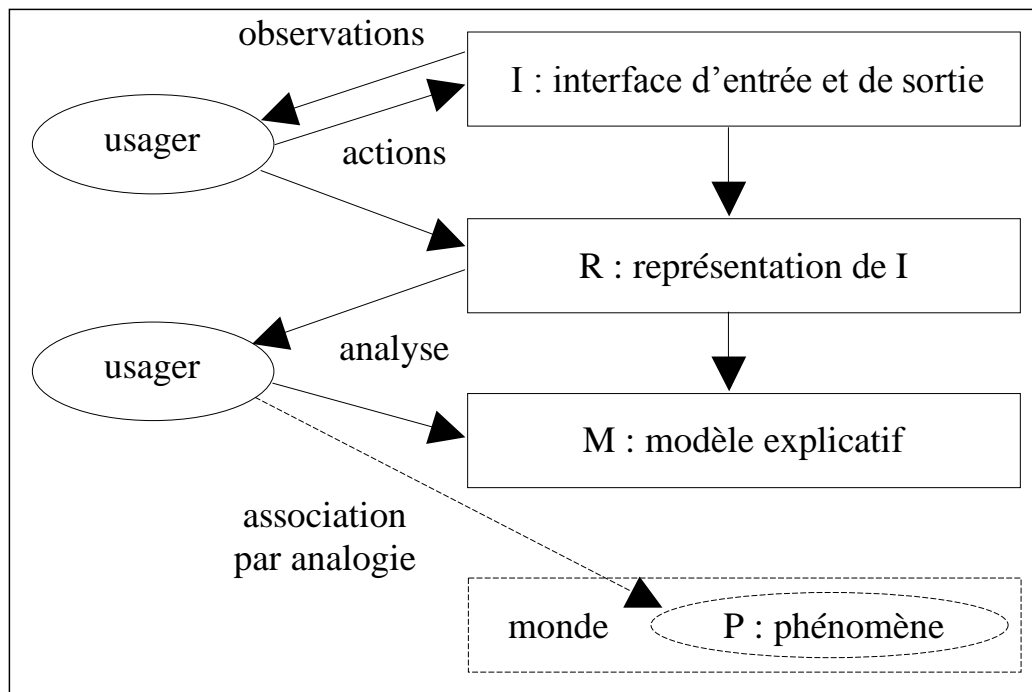 observations
I : interface d’entrée et de sortie
usager
actions
R : représentation de I
usager
analyse
M : modèle explicatif
association
par analogie
monde
P : phénomène